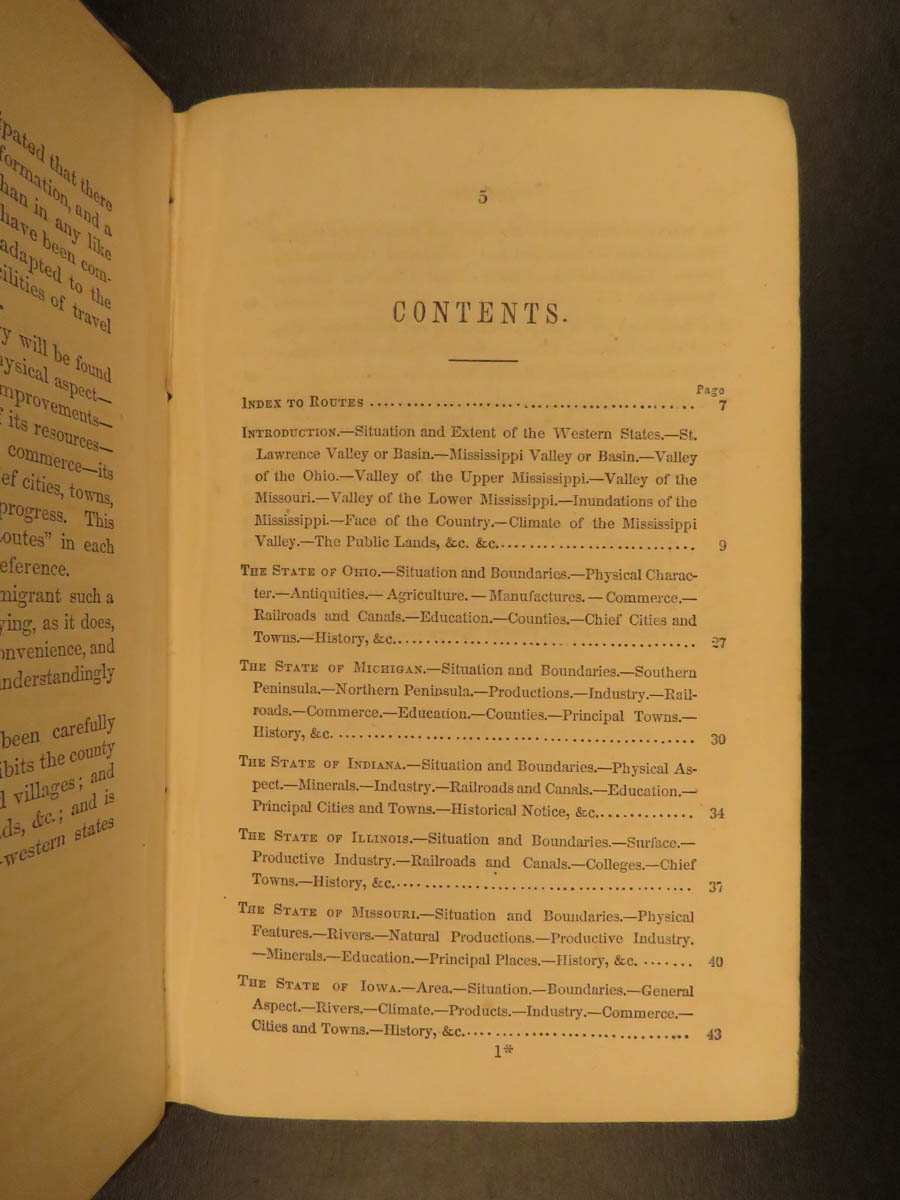 pated that there
formation, and a
han in any like
have been com-
adapted to the
ilities of travel
y will be found
ysical aspect—
mprovements—
f its resources—
commerce—its
ef cities, towns,
progress. This
outes" in each
eference.
migrant such a
ying, as it does,
nvenience, and
nderstandingly
been carefully
ibits the county
l villages; and
ds, &c.; and is
-western states
5
CONTENTS.
Page
INDEX TO ROUTES ............................................ 7
INTRODUCTION.—Situation and Extent of the Western States.—St.
Lawrence Valley or Basin.—Mississippi Valley or Basin.—Valley
of the Ohio.—Valley of the Upper Mississippi.—Valley of the
Missouri.—Valley of the Lower Mississippi.—Inundations of the
Mississippi.—Face of the Country.—Climate of the Mississippi
Valley.—The Public Lands, &c. &c........................... 9
THE STATE OF OHIO.—Situation and Boundaries.—Physical Charac-
ter.—Antiquities.— Agriculture. — Manufactures. — Commerce.—
Railroads and Canals.—Education.—Counties.—Chief Cities and
Towns.—History, &c........................................ 27
THE STATE OF MICHIGAN.—Situation and Boundaries.—Southern
Peninsula.—Northern Peninsula.—Productions.—Industry.—Rail-
roads.—Commerce.—Education.—Counties.—Principal Towns.—
History, &c. ................................................ 30
THE STATE OF INDIANA.—Situation and Boundaries.—Physical As-
pect.—Minerals.—Industry.—Railroads and Canals.—Education.—
Principal Cities and Towns.—Historical Notice, &c.............. 34
THE STATE OF ILLINOIS.—Situation and Boundaries.—Surface.—
Productive Industry.—Railroads and Canals.—Colleges.—Chief
Towns.—History, &c........................................ 37
THE STATE OF MISSOURI.—Situation and Boundaries.—Physical
Features.—Rivers.—Natural Productions.—Productive Industry.
—Minerals.—Education.—Principal Places.—History, &c. ....... 40
THE STATE OF IOWA.—Area.—Situation.—Boundaries.—General
Aspect.—Rivers.—Climate.—Products.—Industry.—Commerce.—
Cities and Towns.—History, &c............................... 43
1*